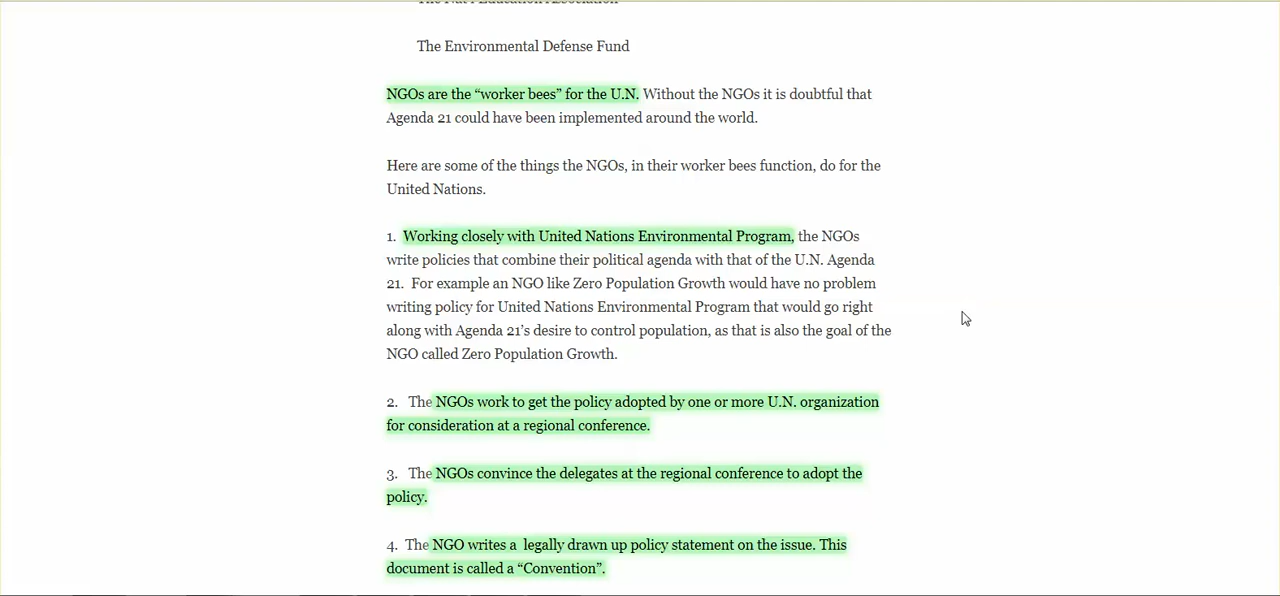 The Nat'l Education Association
The Environmental Defense Fund
NGOs are the “worker bees” for the U.N. Without the NGOs it is doubtful that
Agenda 21 could have been implemented around the world.
Here are some of the things the NGOs, in their worker bees function, do for the
United Nations.
1. Working closely with United Nations Environmental Program, the NGOs
write policies that combine their political agenda with that of the U.N. Agenda
21. For example an NGO like Zero Population Growth would have no problem
writing policy for United Nations Environmental Program that would go right
along with Agenda 21’s desire to control population, as that is also the goal of the
NGO called Zero Population Growth.
2. The NGOs work to get the policy adopted by one or more U.N. organization
for consideration at a regional conference.
3. The NGOs convince the delegates at the regional conference to adopt the
policy.
4. The NGO writes a legally drawn up policy statement on the issue. This
document is called a “Convention”.